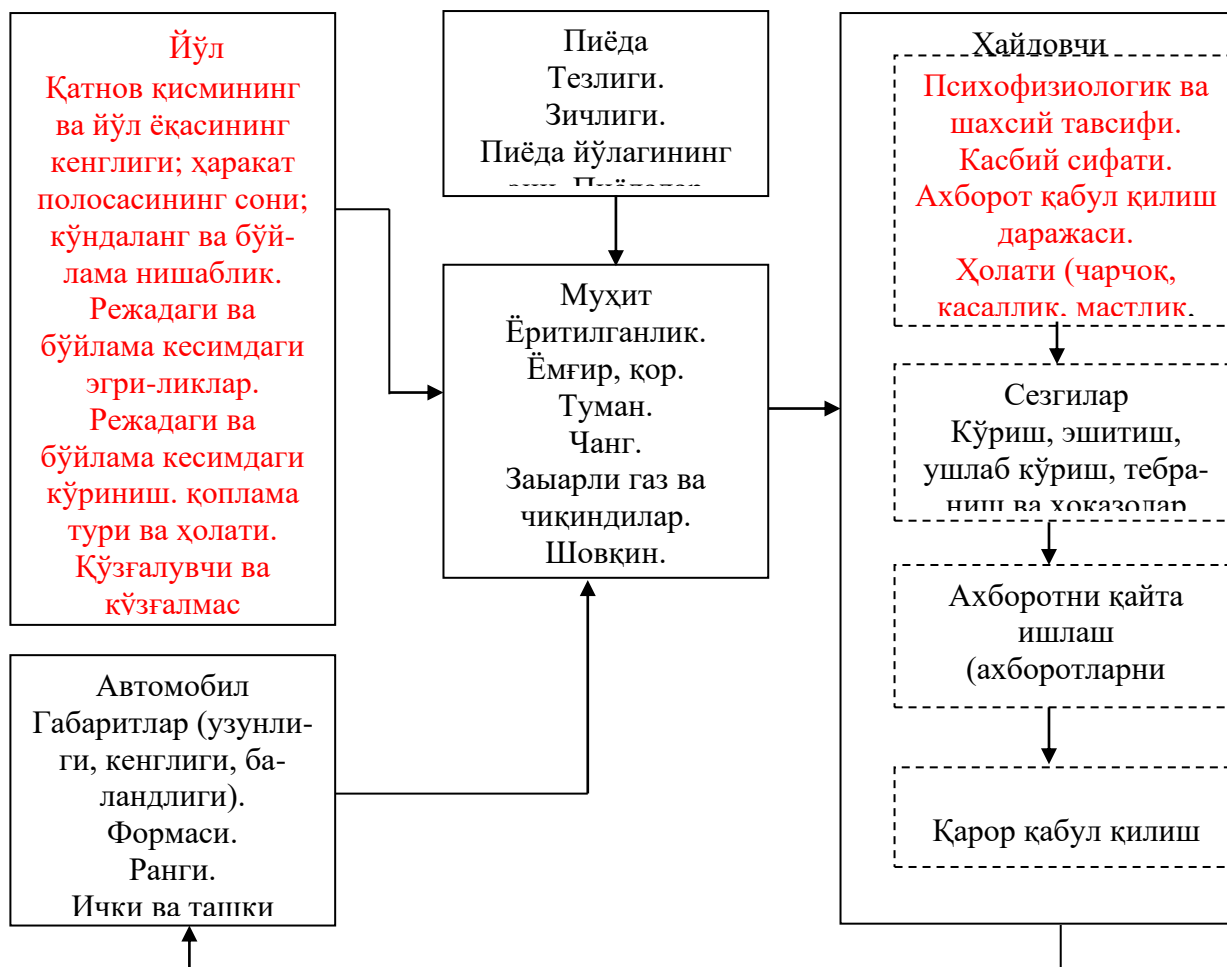 Йўл
Қатнов қисмининг
ва йўл ёқасининг
кенглиги; ҳаракат
полосасининг сони;
кўндаланг ва бўй-
лама нишаблик.
Режадаги ва
бўйлама кесимдаги
эгри-ликлар.
Режадаги ва
бўйлама кесимдаги
кўриниш. қоплама
тури ва ҳолати.
Қўзғалувчи ва
қўзғалмас
Автомобил
Габаритлар (узунли-
ги, кенглиги, ба-
ландлиги).
Формаси.
Ранги.
Ички ва ташки
Пиёда
Тезлиги.
Зичлиги.
Пиёда йўлагининг
Пиёдалар
Муҳит
Ёритилганлик.
Ёмғир, қор.
Туман.
Чанг.
Заыарли газ ва
чиқиндилар.
Шовқин.
Хайдовчи
Психофизиологик ва
шахсий тавсифи.
Касбий сифати.
Ахборот қабул қилиш
даражаси.
Ҳолати (чарчоқ,
касаллик, мастлик,
Сезгилар
Кўриш, эшитиш,
ушлаб кўриш, тебра-
ниш ва хоказолар
Ахборотни қайта
ишлаш
(ахборотларни
Қарор қабул қилиш